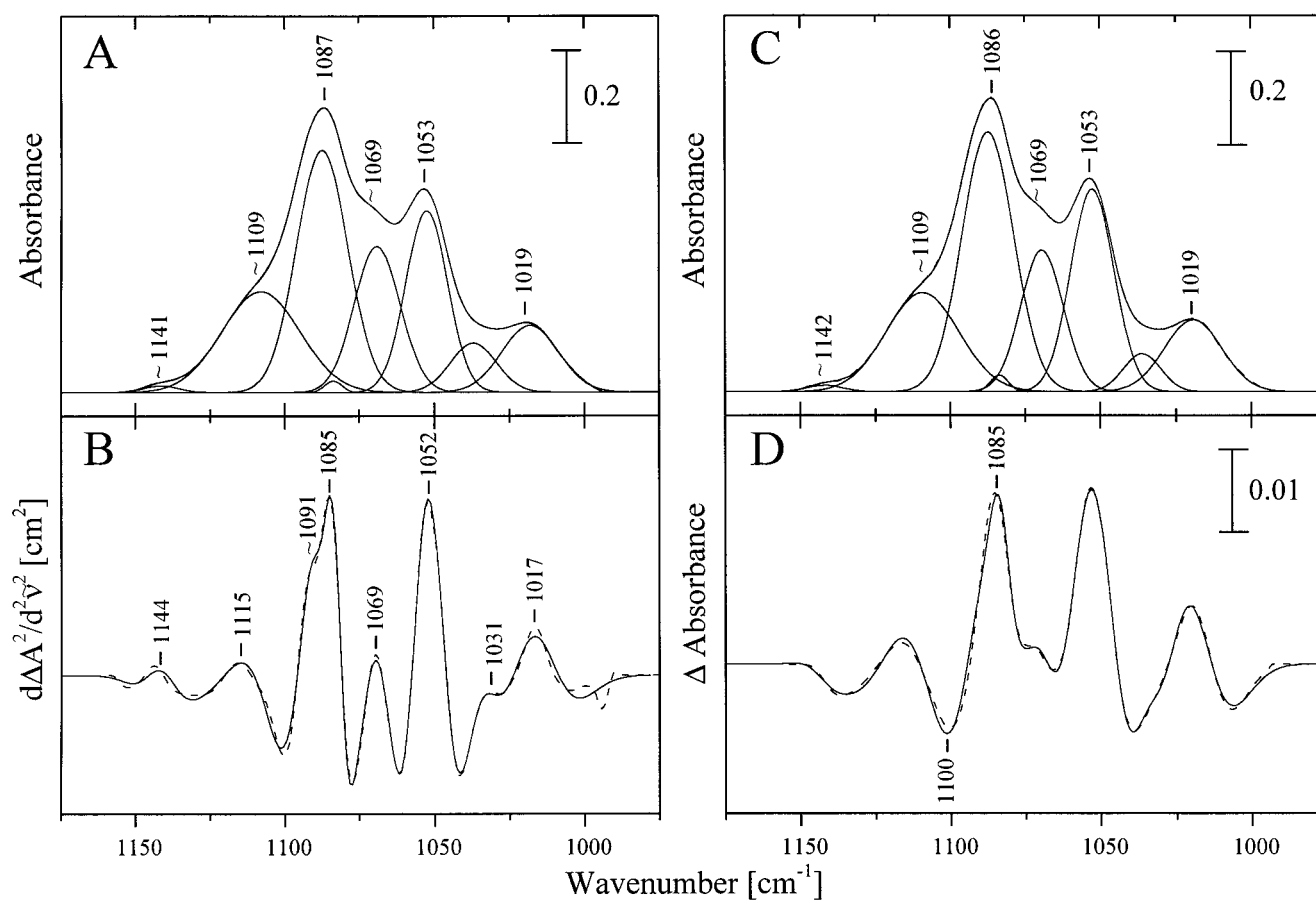 A
Absorbance
~1141
~1109
1087
~1069
1053
1019
0.2
C
Absorbance
~1142
~1109
1086
~1069
1053
1019
0.2
B
dΔA²/d²ν̃² [cm²]
1144
1115
~1091
1085
1069
1052
1031
1017
D
Δ Absorbance
1100
1085
0.01
1150 1100 1050 1000
1150 1100 1050 1000
Wavenumber [cm⁻¹]